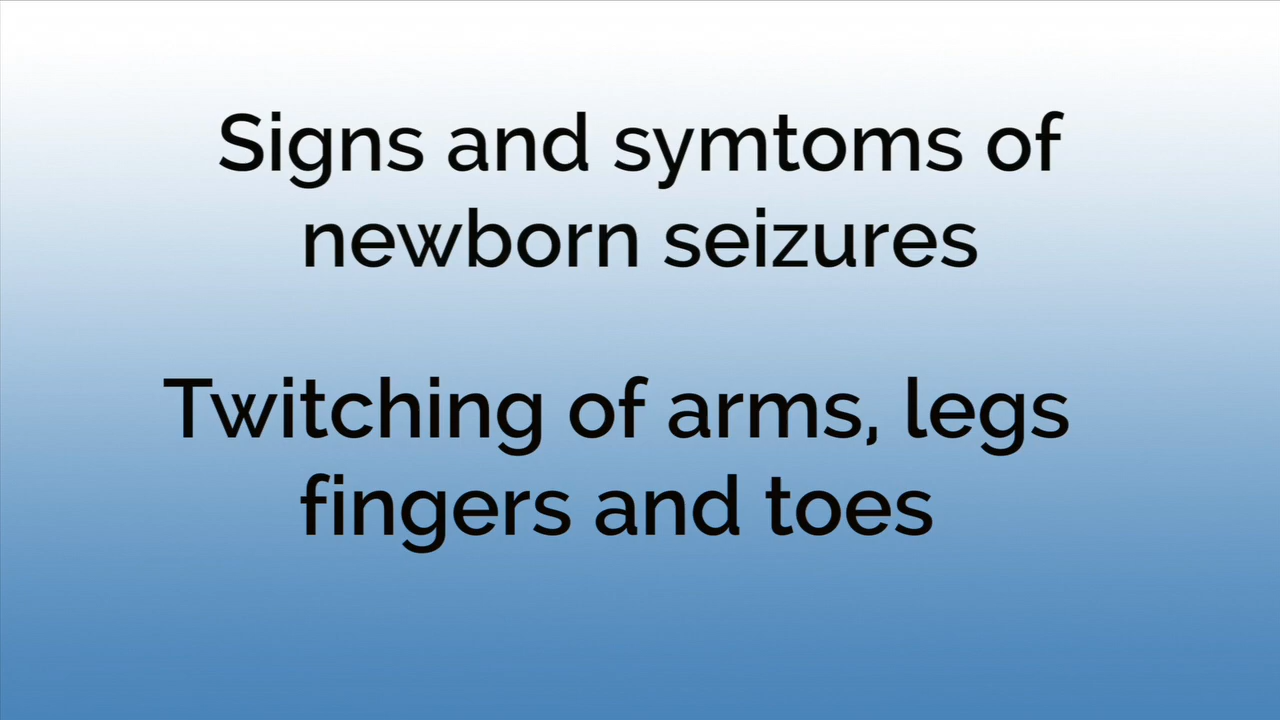 Signs and symtoms of
newborn seizures
Twitching of arms, legs
fingers and toes